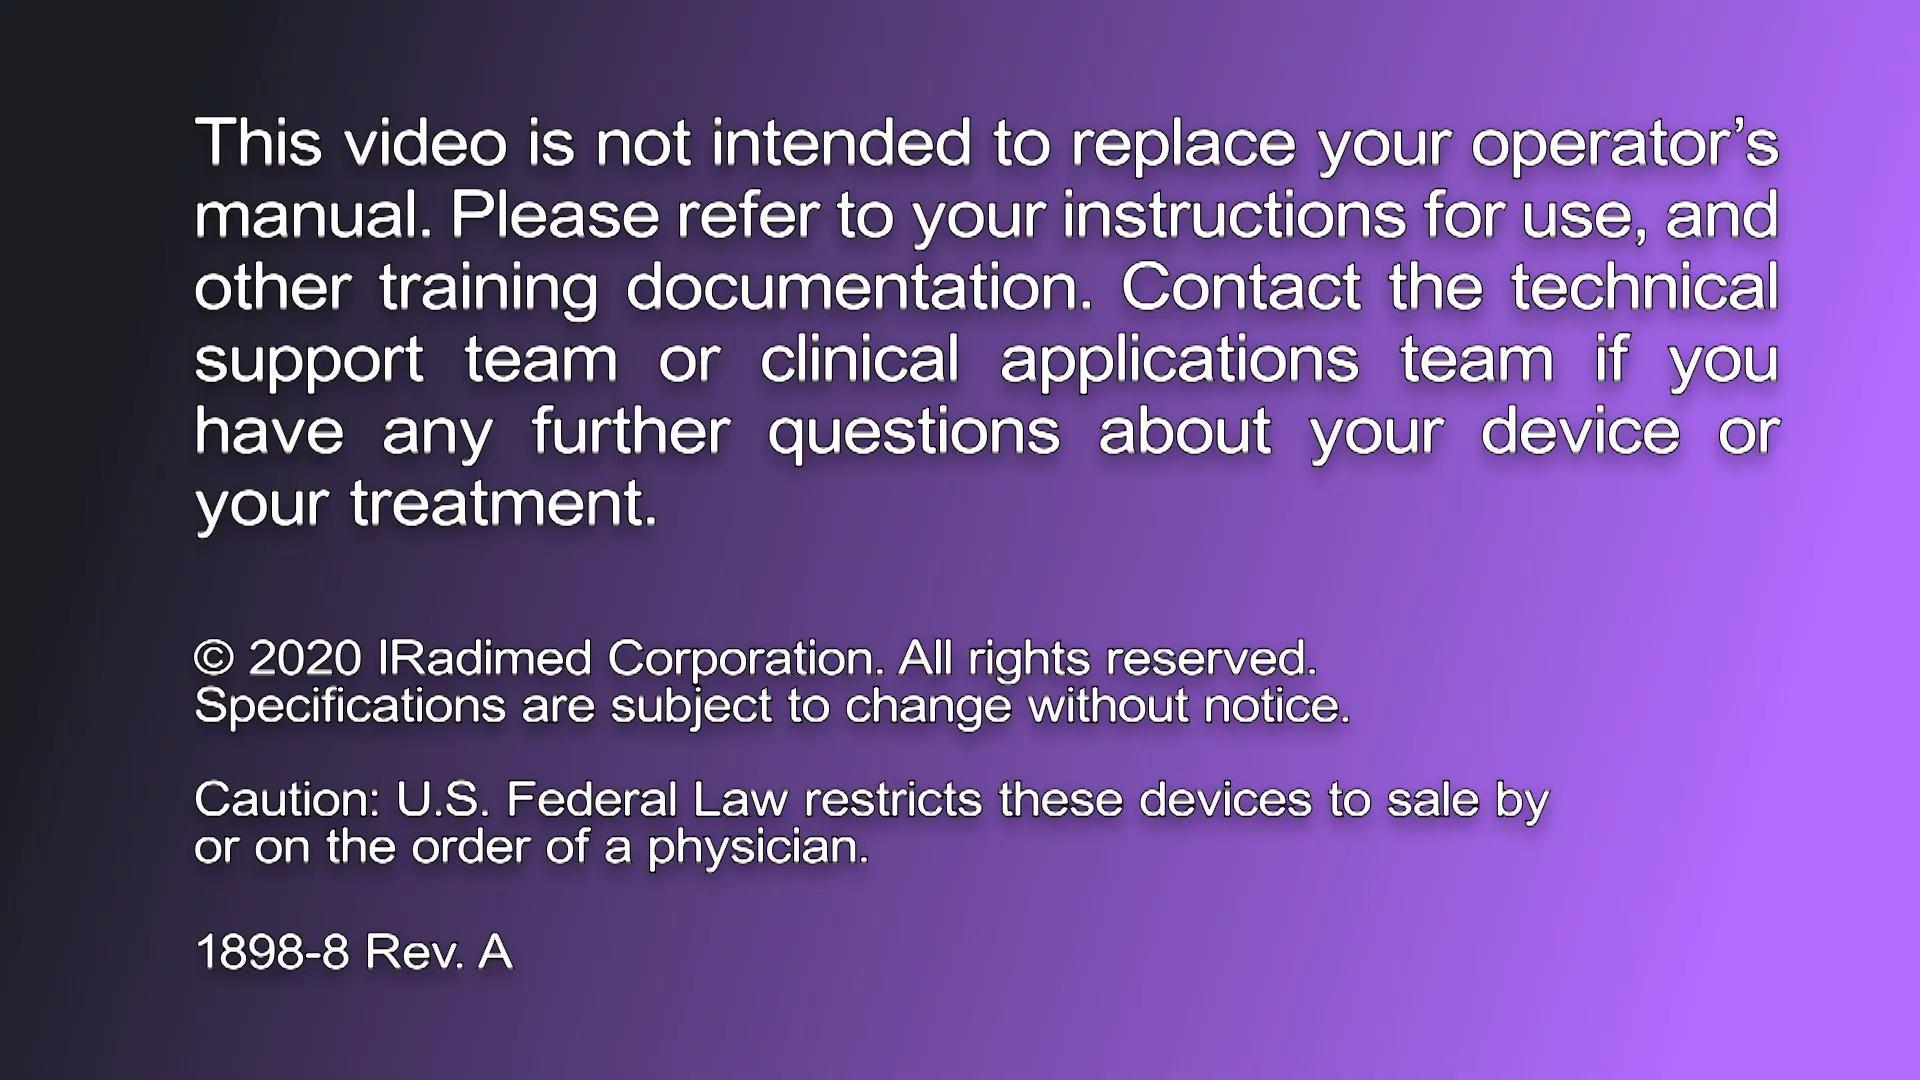 This video is not intended to replace your operator’s
manual. Please refer to your instructions for use, and
other training documentation. Contact the technical
support team or clinical applications team if you
have any further questions about your device or
your treatment.
© 2020 IRadimed Corporation. All rights reserved.
Specifications are subject to change without notice.
Caution: U.S. Federal Law restricts these devices to sale by
or on the order of a physician.
1898-8 Rev. A